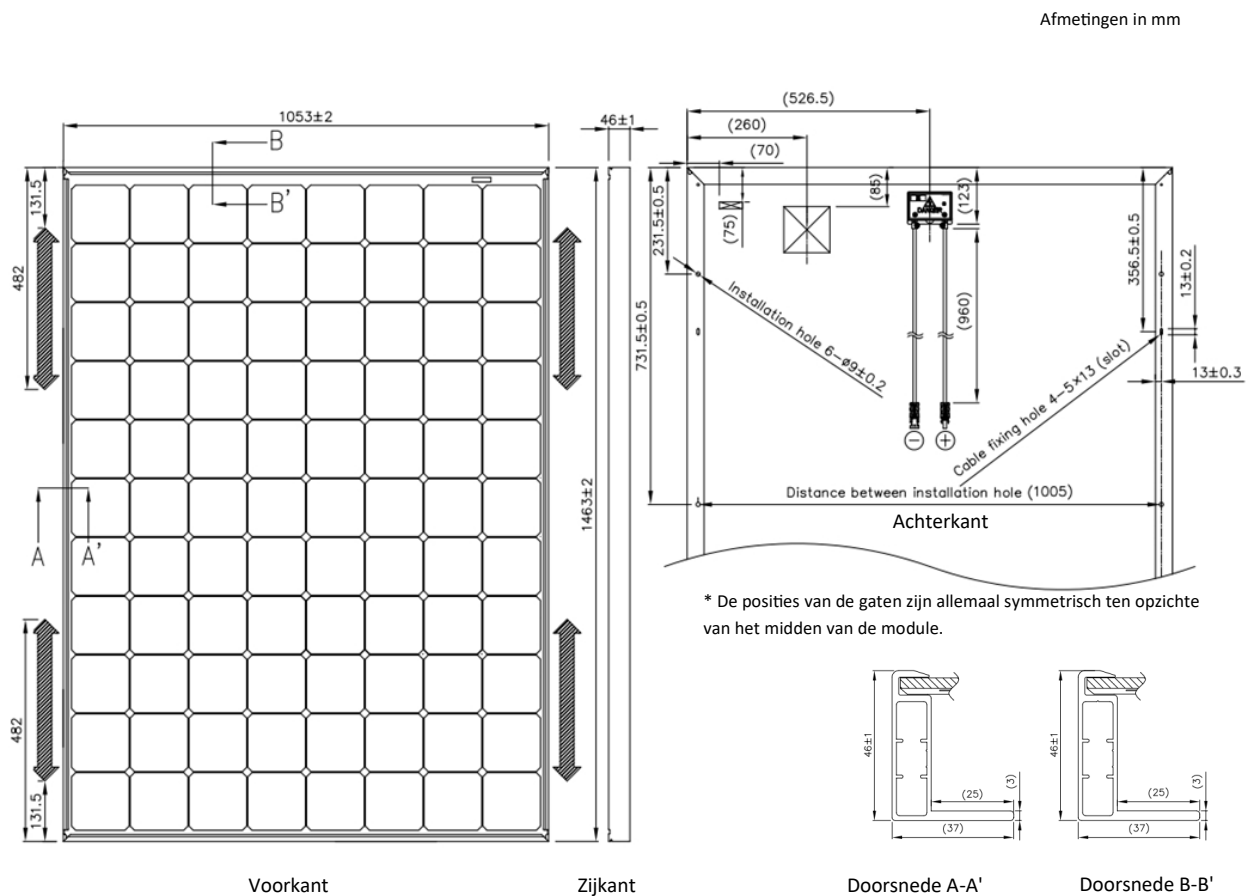 Afmetingen in mm
1053±2
B
B'
131.5
482
A
A'
482
131.5
Voorkant
46±1
1463±2
Zijkant
(526.5)
(260)
(70)
(85)
(123)
(75)
DANGER
231.5±0.5
731.5±0.5
356.5±0.5
13±0.2
13±0.3
(960)
Installation hole 6-ø9±0.2
Cable fixing hole 4-5×13 (slot)
−
+
Distance between installation hole (1005)
Achterkant
* De posities van de gaten zijn allemaal symmetrisch ten opzichte
van het midden van de module.
46±1
(25)
(3)
(37)
Doorsnede A-A'
46±1
(25)
(3)
(37)
Doorsnede B-B'